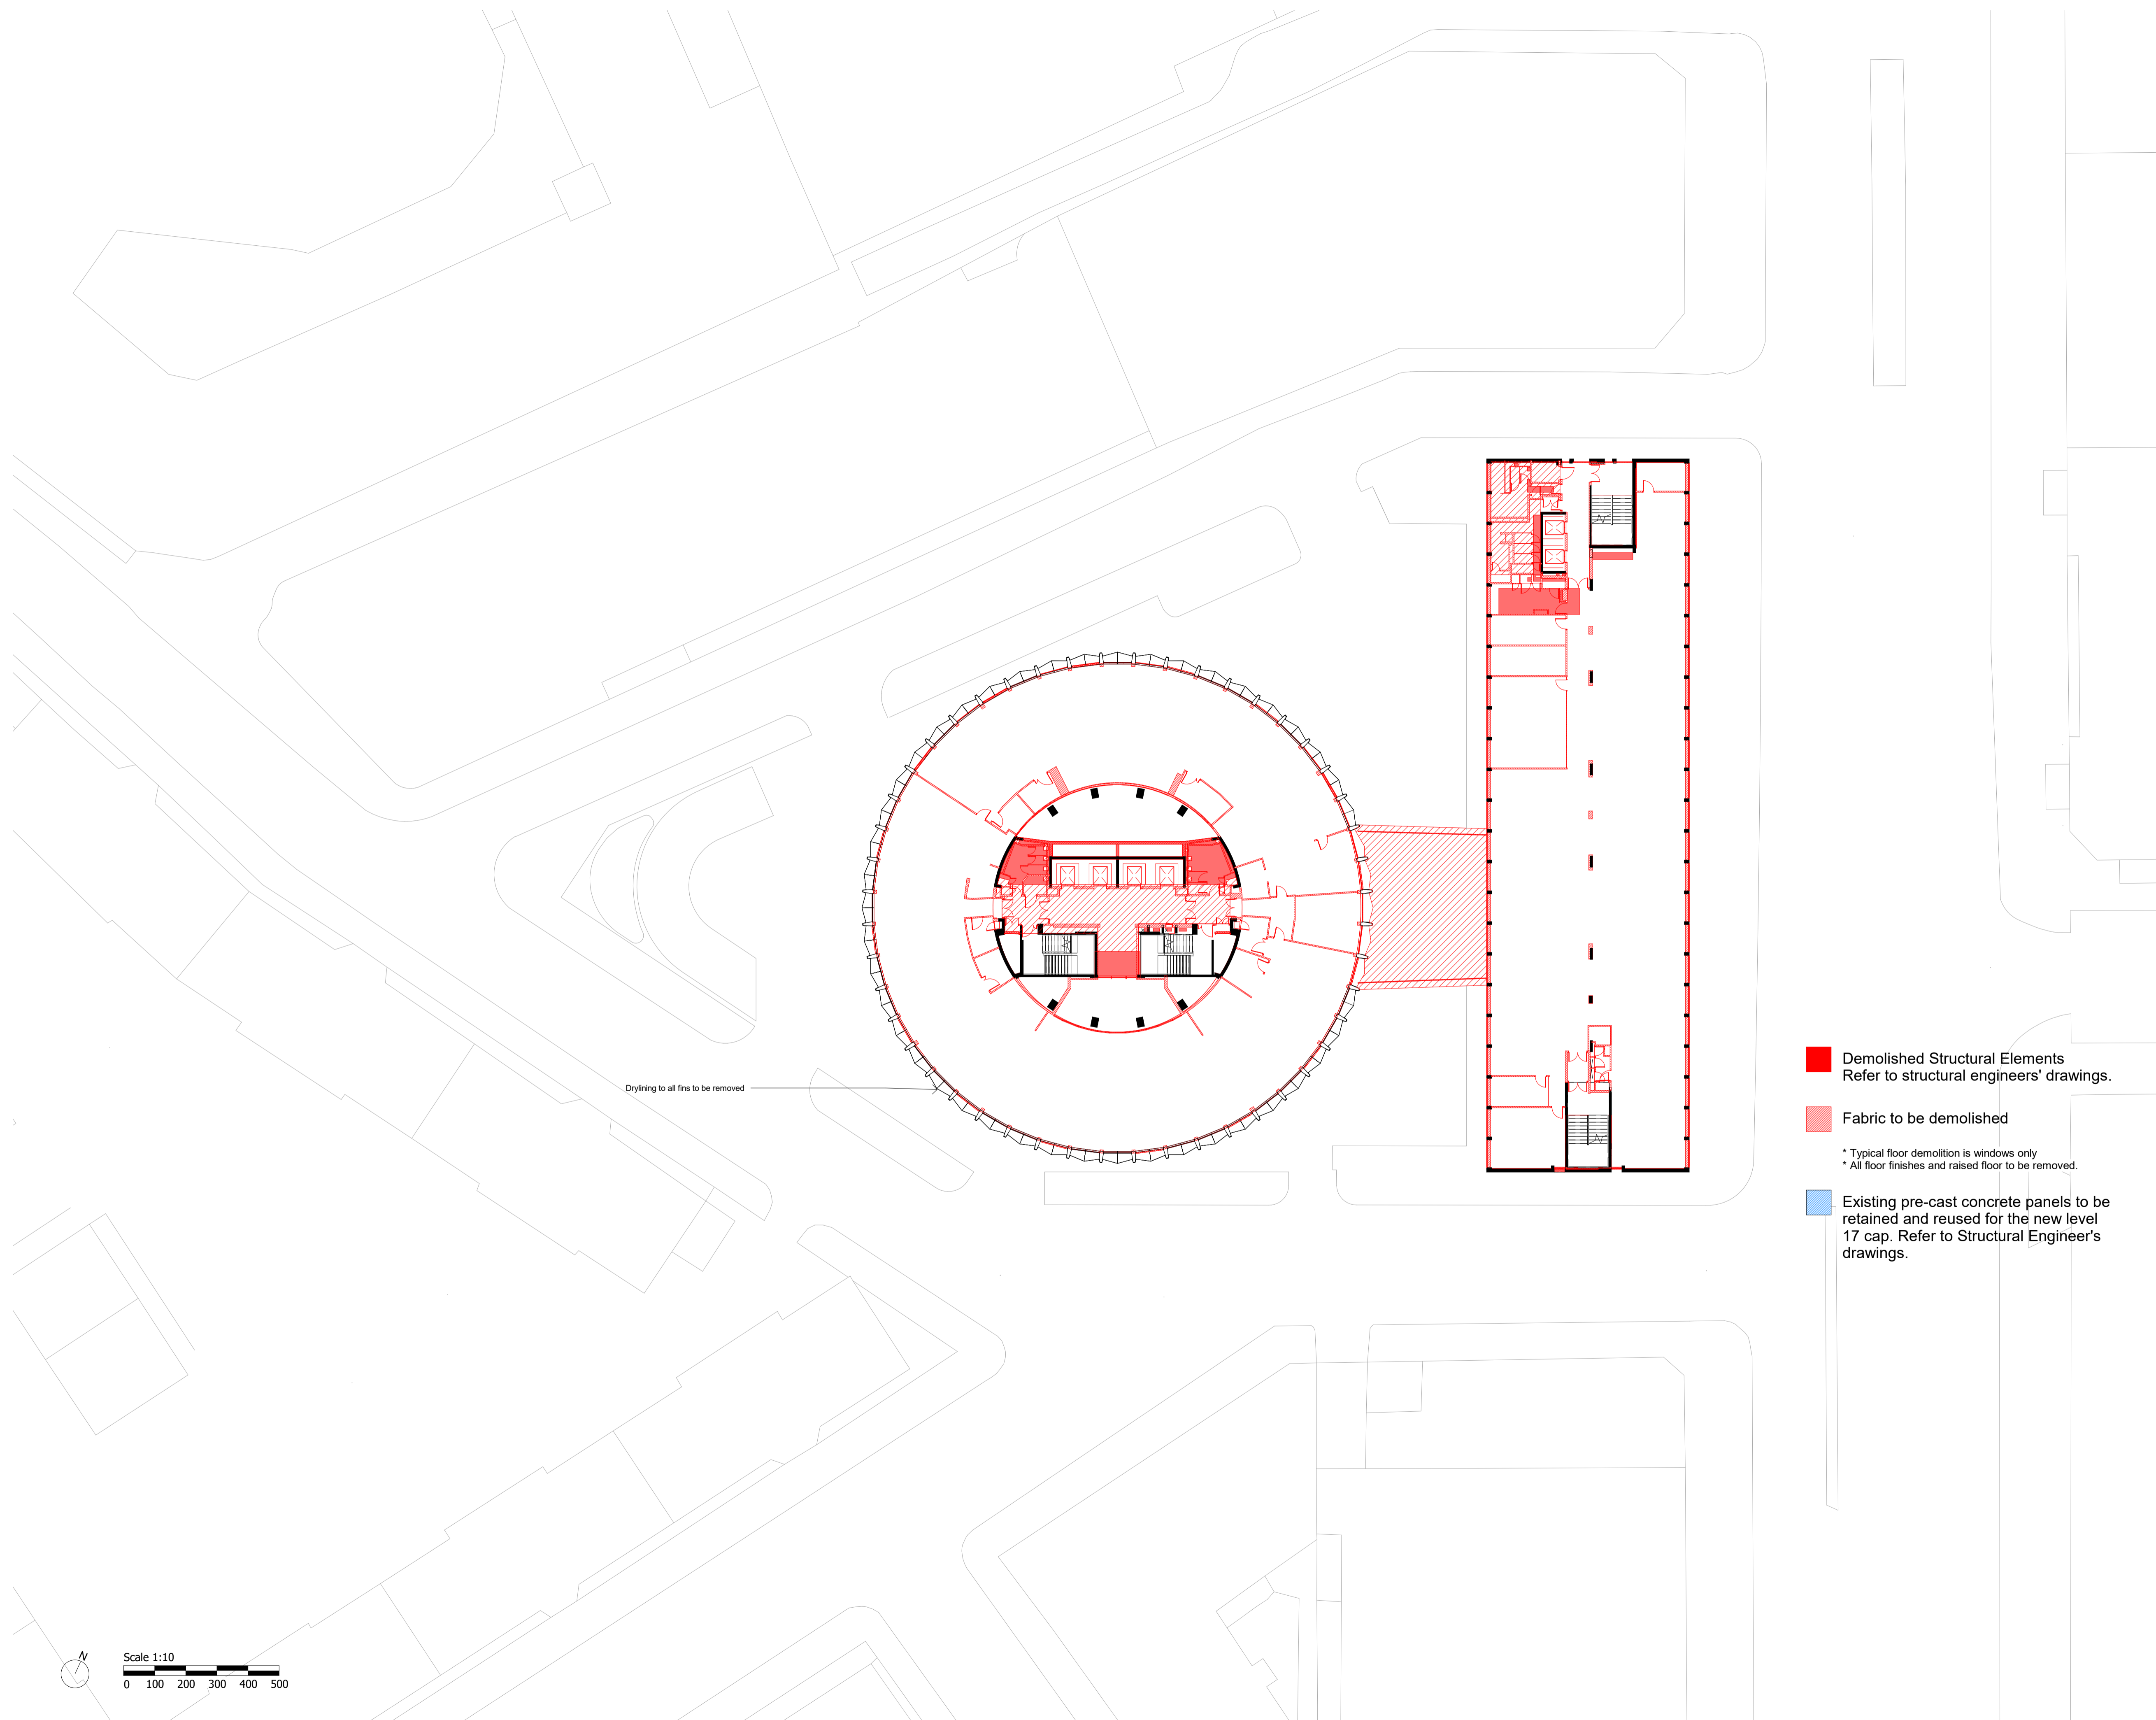 Demolished Structural Elements
Refer to structural engineers' drawings.
Fabric to be demolished
* Typical floor demolition is windows only
* All floor finishes and raised floor to be removed.
Existing pre-cast concrete panels to be
retained and reused for the new level
17 cap. Refer to Structural Engineer's
drawings.
Drylining to all fins to be removed
N
Scale 1:10
0 100 200 300 400 500